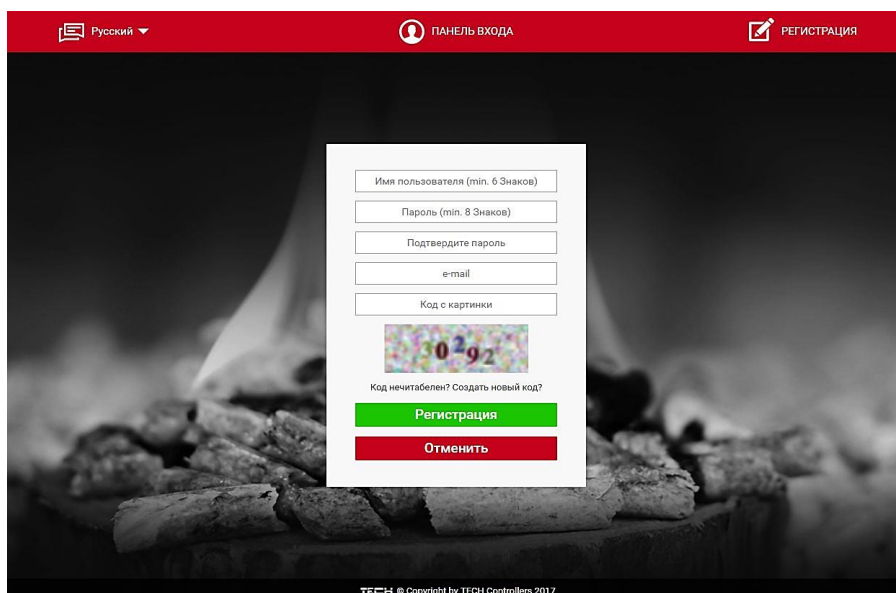 Русский
ПАНЕЛЬ ВХОДА
РЕГИСТРАЦИЯ
Имя пользователя (min. 6 Знаков)
Пароль (min. 8 Знаков)
Подтвердите пароль
e-mail
Код с картинки
30292
Код нечитабелен? Создать новый код?
Регистрация
Отменить
TECH © Copyright by TECH Controllers 2017